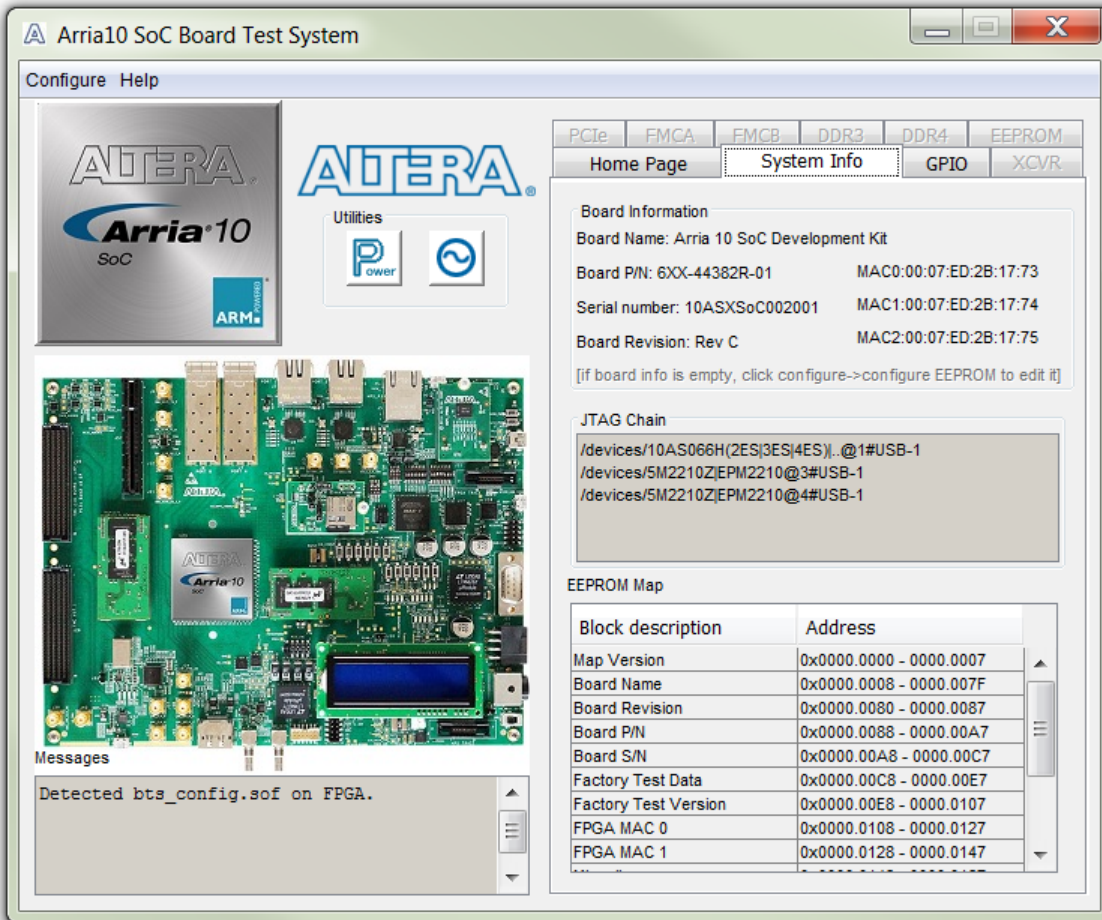 Arria10 SoC Board Test System
Configure Help
ALTERA.
Arria 10
SoC
ARM
POWERED
ALTERA®
Utilities
Power
PCIe FMCA FMCB DDR3 DDR4 EEPROM
Home Page System Info GPIO XCVR
Board Information
Board Name: Arria 10 SoC Development Kit
Board P/N: 6XX-44382R-01 MAC0:00:07:ED:2B:17:73
Serial number: 10ASXSoC002001 MAC1:00:07:ED:2B:17:74
Board Revision: Rev C MAC2:00:07:ED:2B:17:75
[if board info is empty, click configure->configure EEPROM to edit it]
JTAG Chain
/devices/10AS066H(2ES|3ES|4ES)|..@1#USB-1
/devices/5M2210Z|EPM2210@3#USB-1
/devices/5M2210Z|EPM2210@4#USB-1
EEPROM Map
Block description Address
Map Version 0x0000.0000 - 0000.0007
Board Name 0x0000.0008 - 0000.007F
Board Revision 0x0000.0080 - 0000.0087
Board P/N 0x0000.0088 - 0000.00A7
Board S/N 0x0000.00A8 - 0000.00C7
Factory Test Data 0x0000.00C8 - 0000.00E7
Factory Test Version 0x0000.00E8 - 0000.0107
FPGA MAC 0 0x0000.0108 - 0000.0127
FPGA MAC 1 0x0000.0128 - 0000.0147
ALTERA
ALTERA
Arria 10
SOC
Messages
Detected bts_config.sof on FPGA.